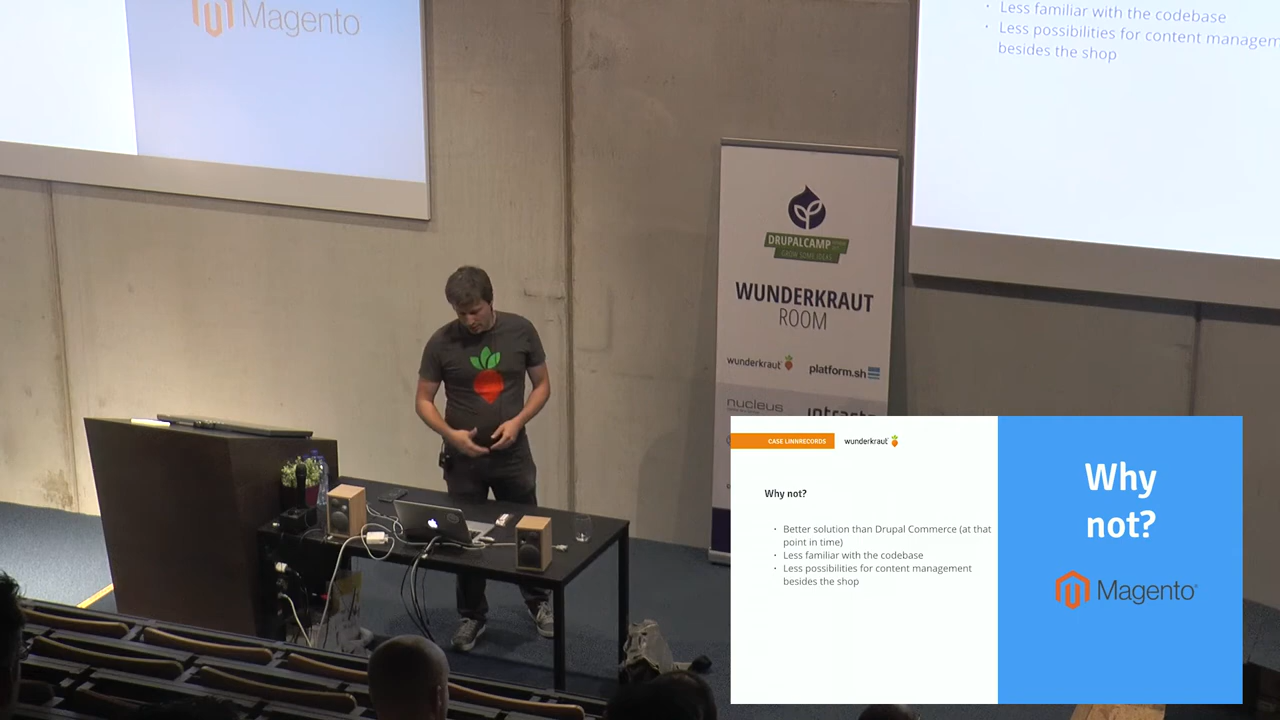 Magento
Less familiar with the codebase
Less possibilities for content managem
besides the shop
DRUPALCAMP
GROW SOME IDEAS
WUNDERKRAUT
ROOM
wunderkraut
platform.sh
nucleus
CASE LINNRECORDS
wunderkraut
Why not?
Better solution than Drupal Commerce (at that
point in time)
Less familiar with the codebase
Less possibilities for content management
besides the shop
Why
not?
Magento